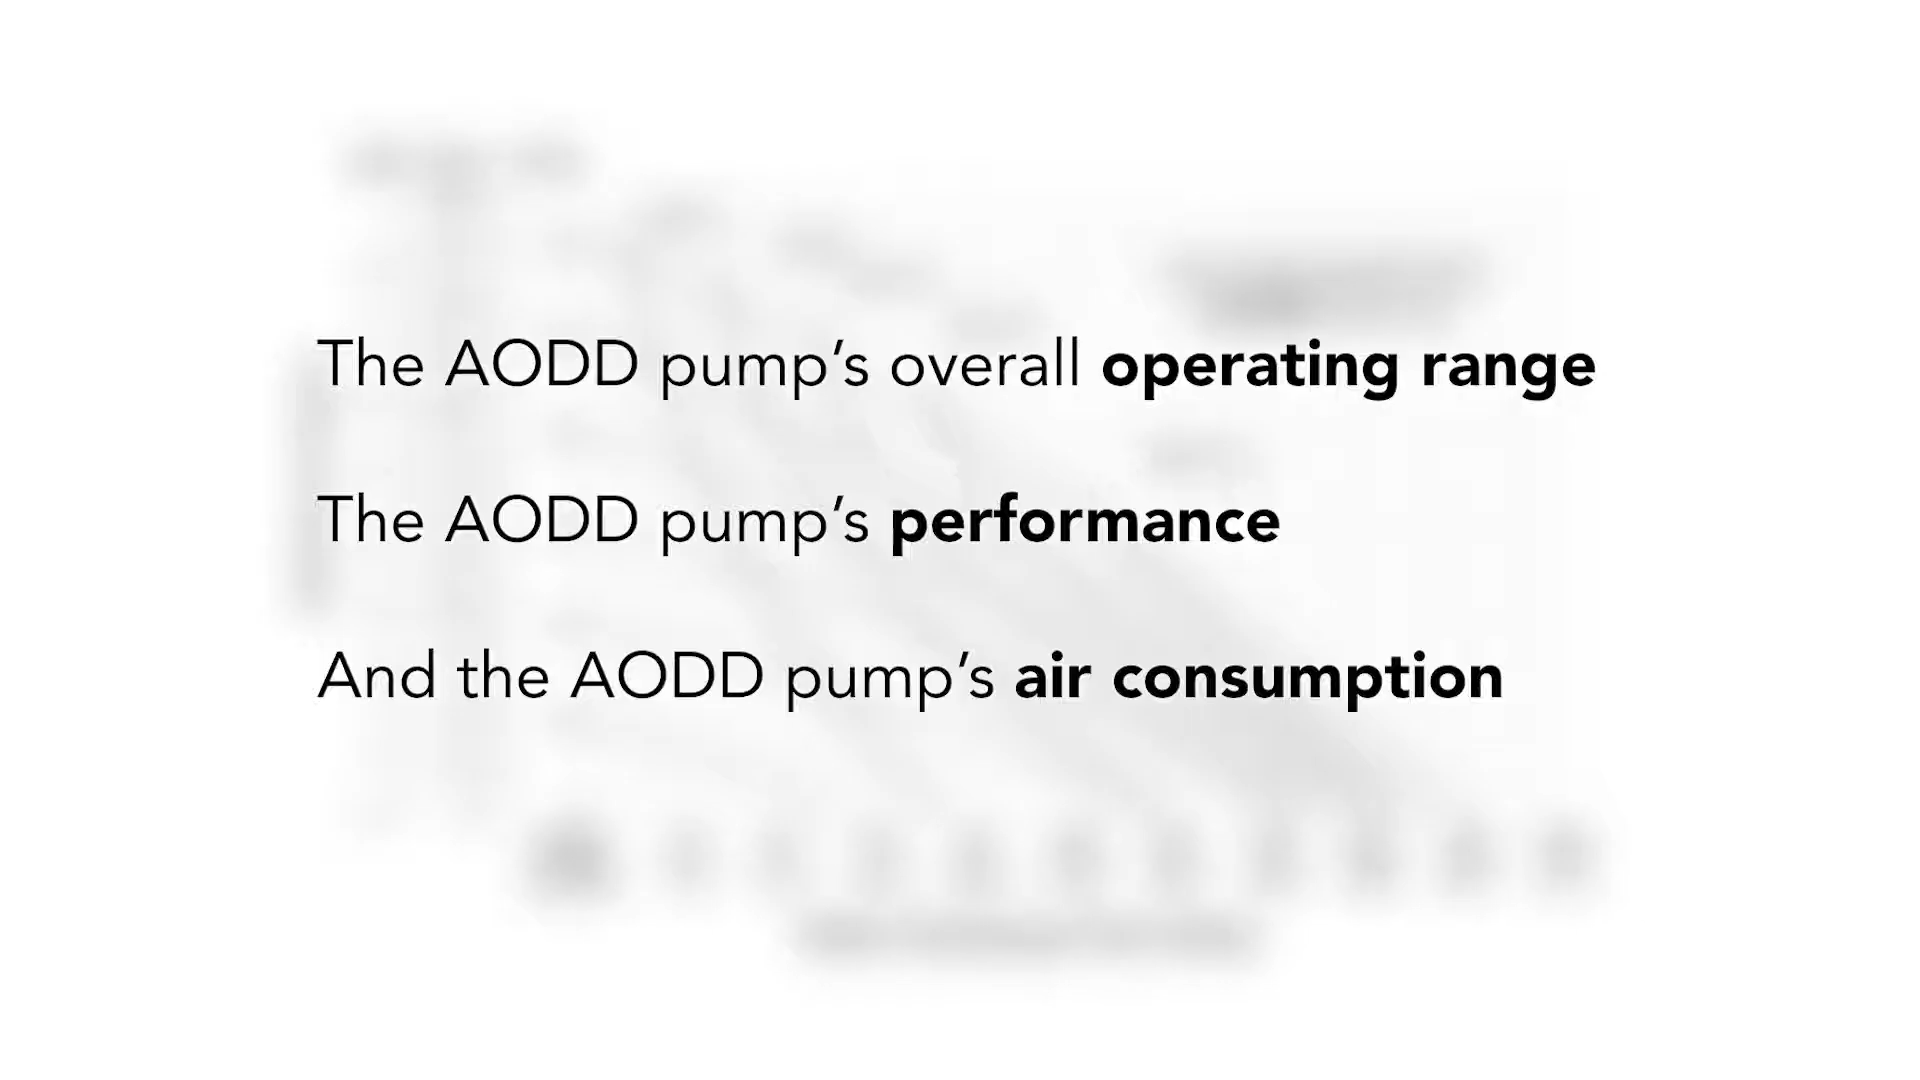 The AODD pump’s overall operating range
The AODD pump’s performance
And the AODD pump’s air consumption